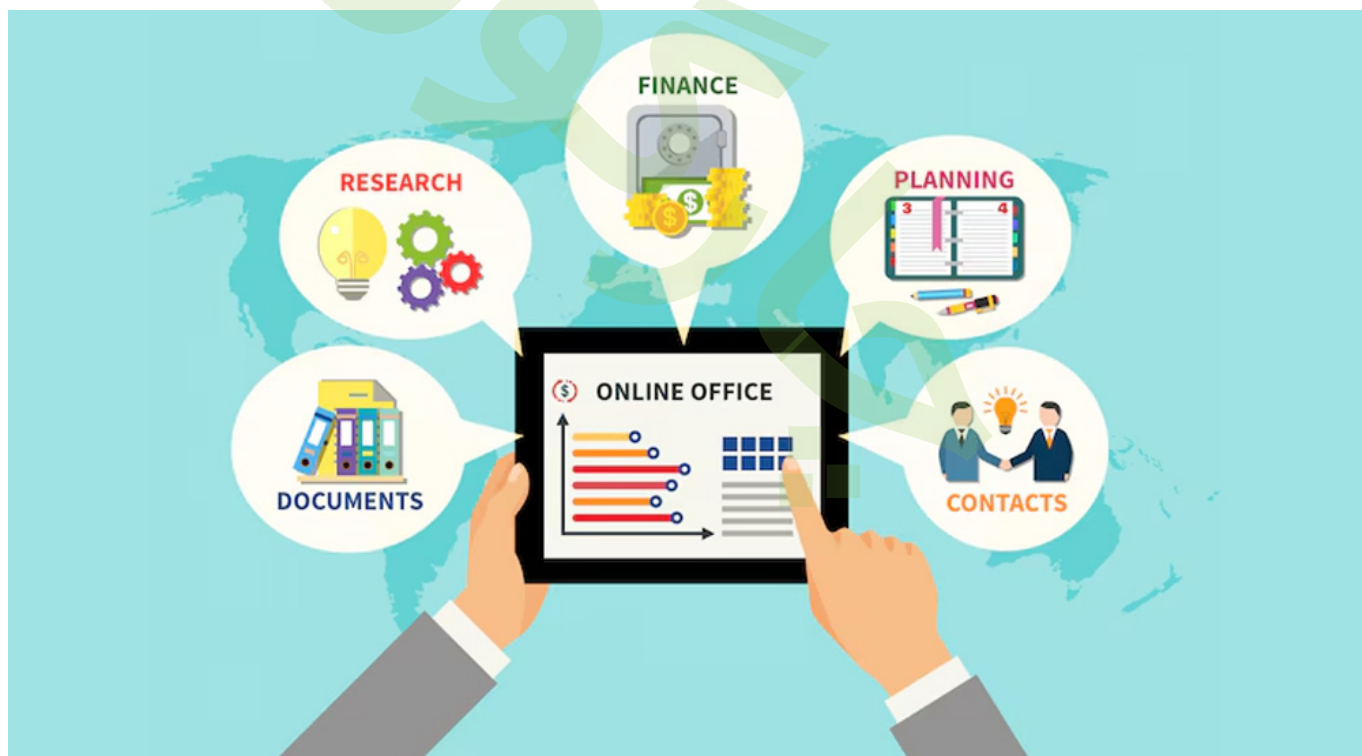 FINANCE
RESEARCH
PLANNING
3 4
$
$
$ ONLINE OFFICE
DOCUMENTS
CONTACTS